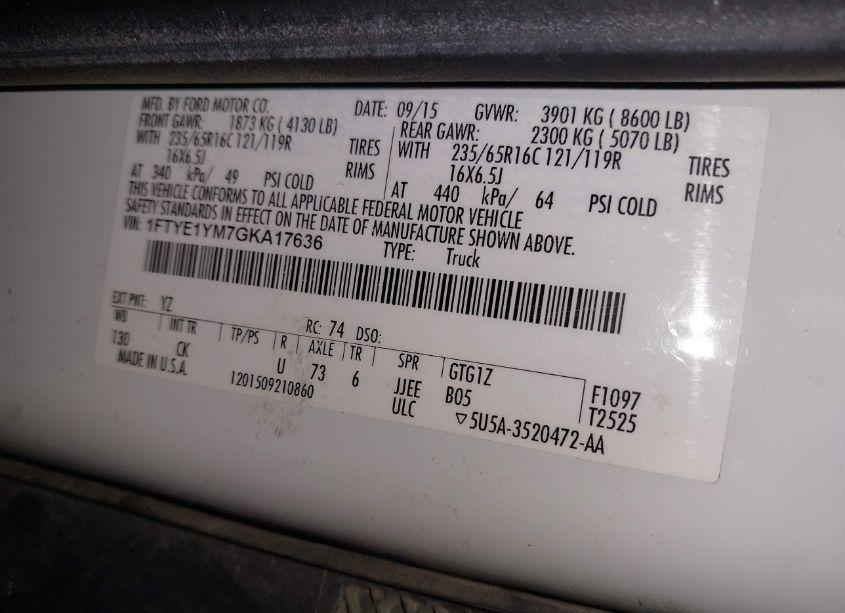 MFD. BY FORD MOTOR CO. DATE: 09/15 GVWR: 3901 KG ( 8600 LB)
FRONT GAWR: 1873 KG ( 4130 LB) REAR GAWR: 2300 KG ( 5070 LB)
WITH 235/65R16C 121/119R TIRES WITH 235/65R16C 121/119R TIRES
16X6.5J RIMS 16X6.5J RIMS
AT 340 kPa/ 49 PSI COLD AT 440 kPa/ 64 PSI COLD
THIS VEHICLE CONFORMS TO ALL APPLICABLE FEDERAL MOTOR VEHICLE
SAFETY STANDARDS IN EFFECT ON THE DATE OF MANUFACTURE SHOWN ABOVE.
VIN: 1FTYE1YM7GKA17636 TYPE: Truck
EXT PNT: YZ RC: 74 DSO:
WB INT TR TP/PS R AXLE TR SPR GTG1Z F1097
130 CK U 73 6 JJEE B05 T2525
MADE IN U.S.A. 1201509210860 ULC ▽5U5A-3520472-AA